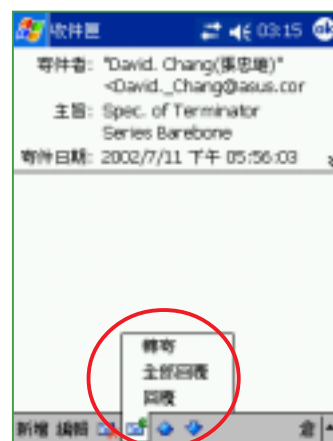 收件匣 03:15 ok
寄件者: "David. Chang(張忠維)"
<David._Chang@asus.cor
主旨: Spec. of Terminator
Series Barebone
寄件日期: 2002/7/11 下午 05:56:03
轉寄
全部回覆
回覆
新增 編輯